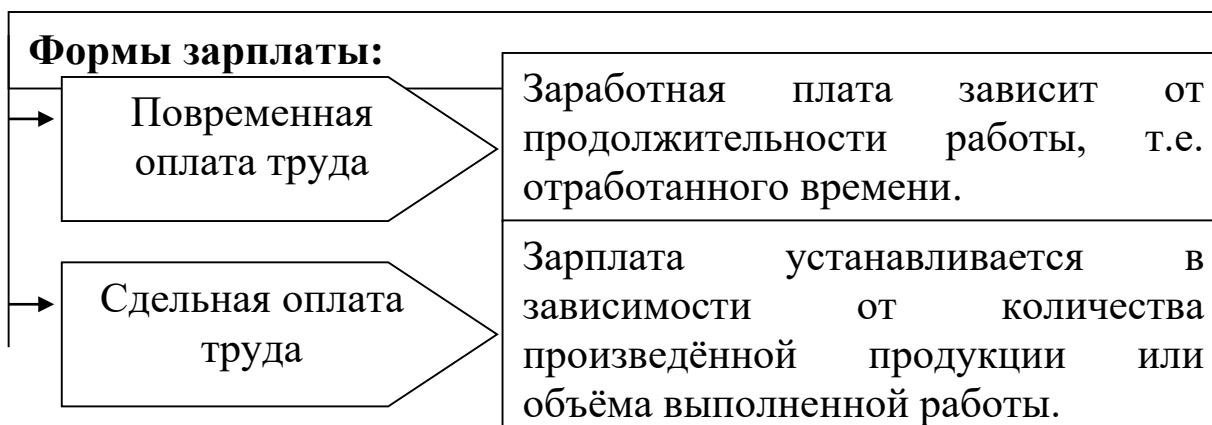 Формы зарплаты:
Повременная
оплата труда
Заработная плата зависит от
продолжительности работы, т.е.
отработанного времени.
Сдельная оплата
труда
Зарплата устанавливается в
зависимости от количества
произведённой продукции или
объёма выполненной работы.